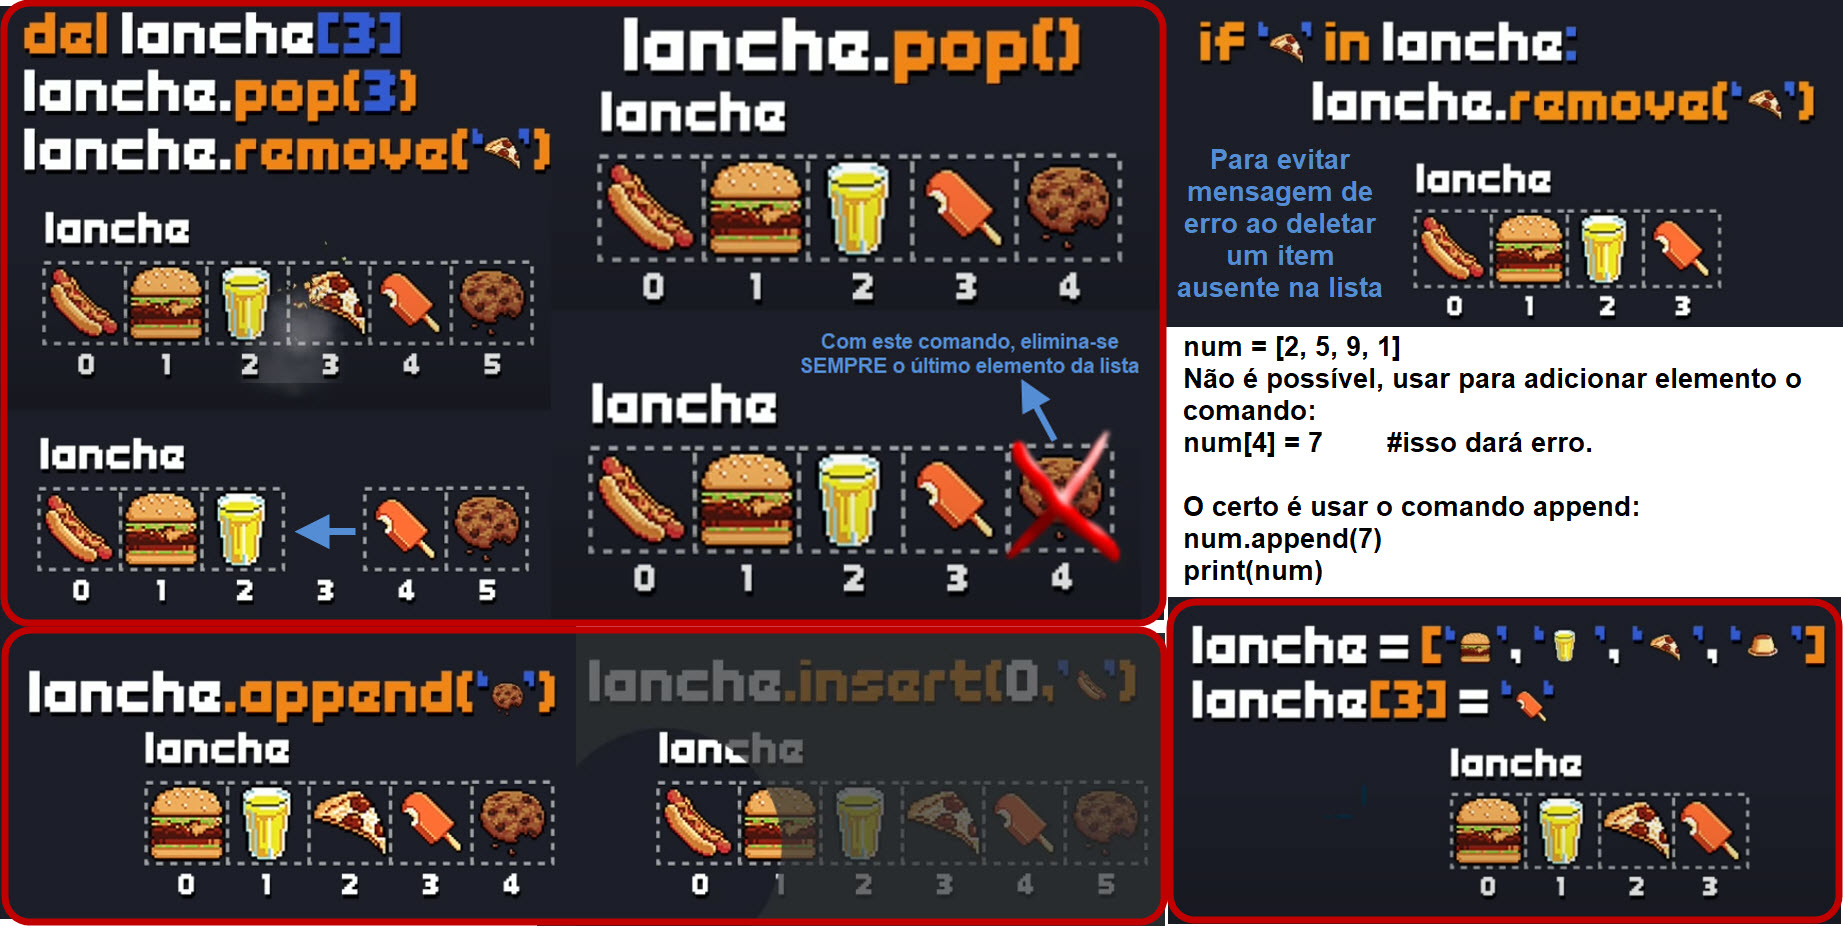 del lanche[3]
lanche.pop(3)
lanche.remove('')
lanche
0 1 2 3 4 5
lanche
0 1 2 3 4 5
lanche.pop()
lanche
0 1 2 3 4
Com este comando, elimina-se
SEMPRE o último elemento da lista
lanche
0 1 2 3 4
if '' in lanche:
lanche.remove('')
Para evitar
mensagem de
erro ao deletar
um item
ausente na lista
lanche
0 1 2 3
num = [2, 5, 9, 1]
Não é possível, usar para adicionar elemento o
comando:
num[4] = 7 #isso dará erro.
O certo é usar o comando append:
num.append(7)
print(num)
lanche.append('')
lanche
0 1 2 3 4
lanche.insert(0,'')
lanche
0 1 2 3 4 5
lanche = ['', '', '', '']
lanche[3] = ''
lanche
0 1 2 3